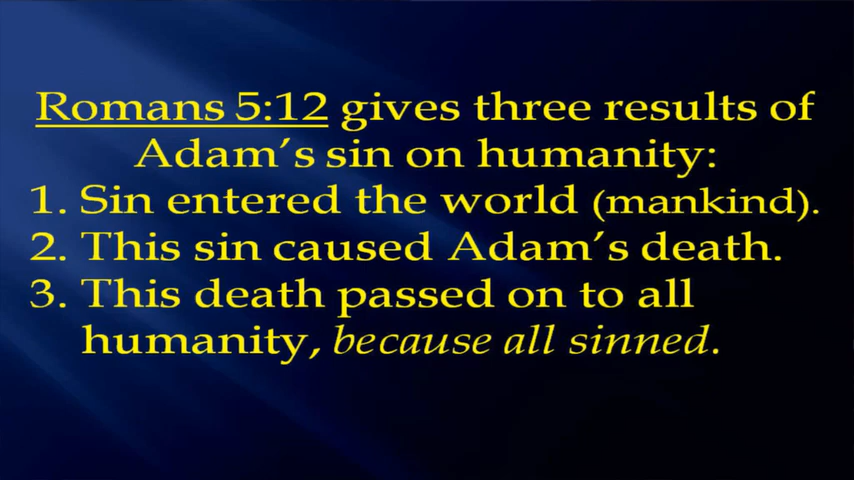 Romans 5:12 gives three results of
Adam's sin on humanity:
1. Sin entered the world (mankind).
2. This sin caused Adam's death.
3. This death passed on to all
humanity, because all sinned.